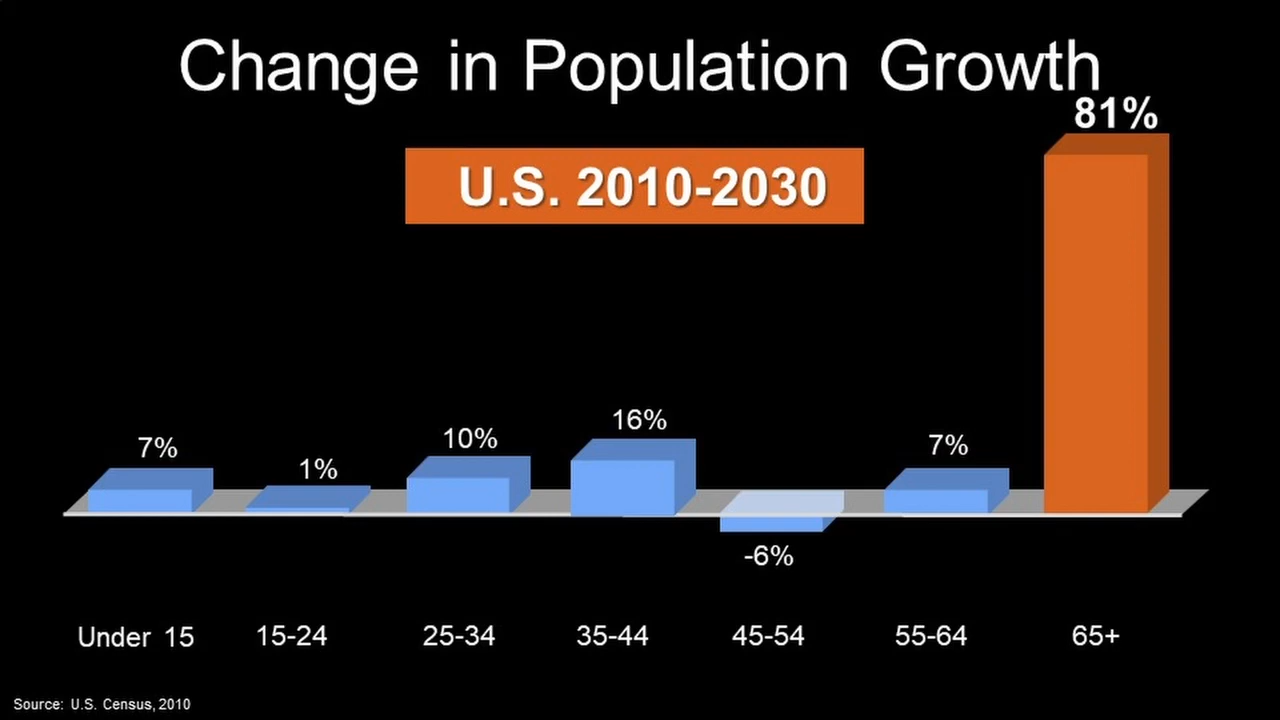 Change in Population Growth
81%
U.S. 2010-2030
16%
10%
7%
7%
1%
-6%
Under 15 15-24 25-34 35-44 45-54 55-64 65+
Source: U.S. Census, 2010